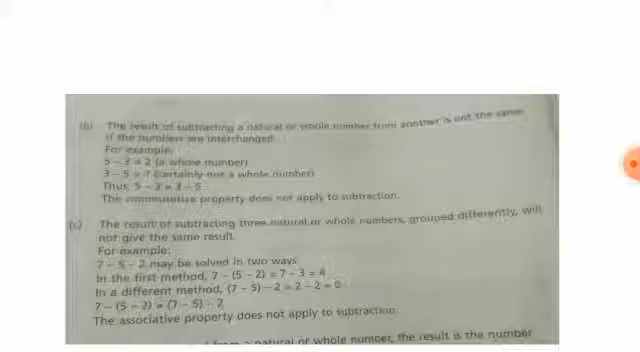 (b) The result of subtracting a natural or whole number from another is not the same
if the numbers are interchanged.
For example:
5 – 3 = 2 (a whole number)
3 – 5 = ? (certainly not a whole number)
Thus, 5 – 3 ≠ 3 – 5
The commutative property does not apply to subtraction.
(c) The result of subtracting three natural or whole numbers, grouped differently, will
not give the same result.
For example:
7 – 5 – 2 may be solved in two ways
In the first method, 7 – (5 – 2) = 7 – 3 = 4
In a different method, (7 – 5) – 2 = 2 – 2 = 0
7 – (5 – 2) ≠ (7 – 5) – 2
The associative property does not apply to subtraction.
from a natural or whole number, the result is the number